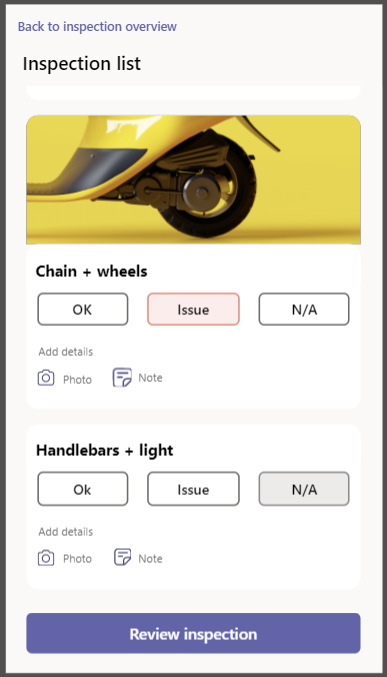 Back to inspection overview
Inspection list
Chain + wheels
OK Issue N/A
Add details
Photo Note
Handlebars + light
Ok Issue N/A
Add details
Photo Note
Review inspection